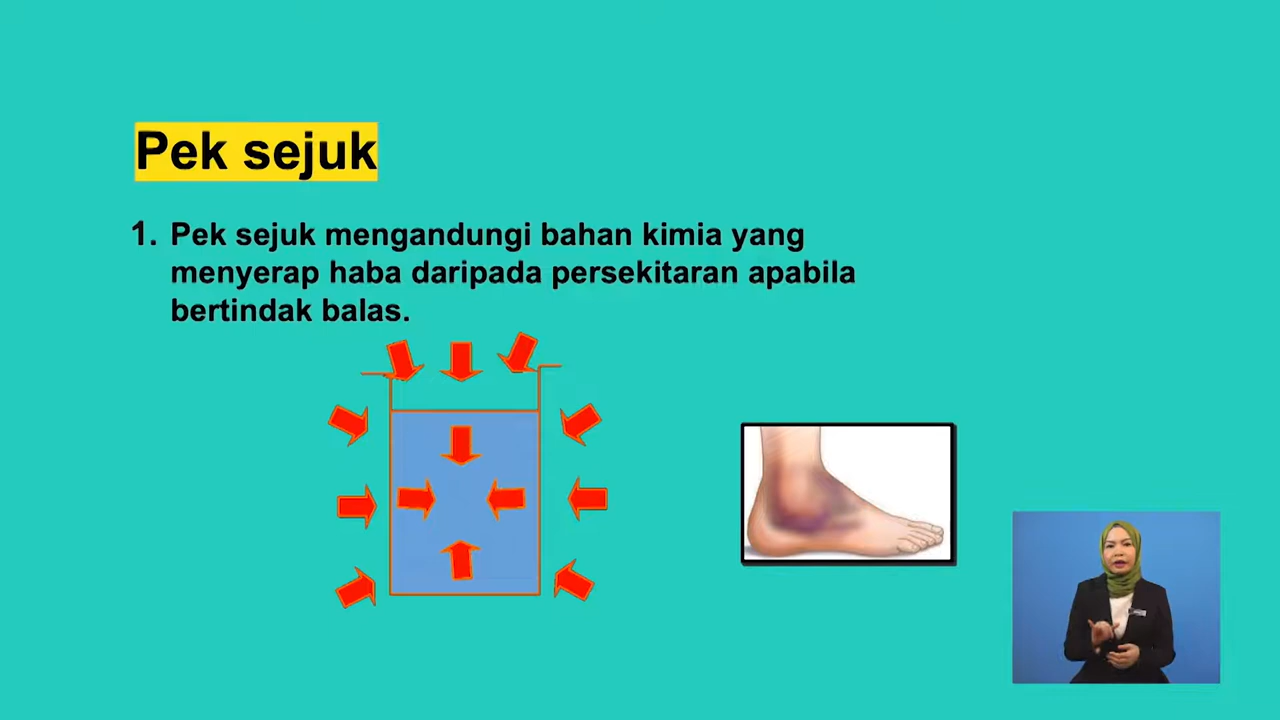 Pek sejuk
1. Pek sejuk mengandungi bahan kimia yang
menyerap haba daripada persekitaran apabila
bertindak balas.